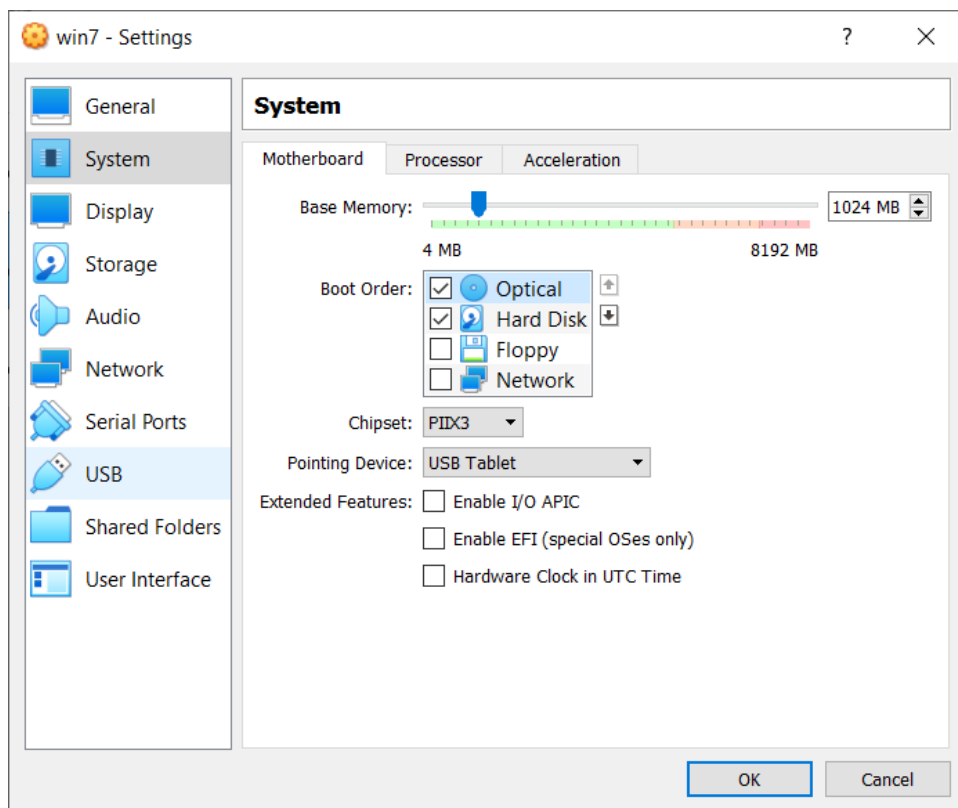 win7 - Settings
?
General
System
Display
Storage
Audio
Network
Serial Ports
USB
Shared Folders
User Interface
System
Motherboard Processor Acceleration
Base Memory: 1024 MB
4 MB 8192 MB
Boot Order: Optical
Hard Disk
Floppy
Network
Chipset: PIIX3
Pointing Device: USB Tablet
Extended Features: Enable I/O APIC
Enable EFI (special OSes only)
Hardware Clock in UTC Time
OK Cancel